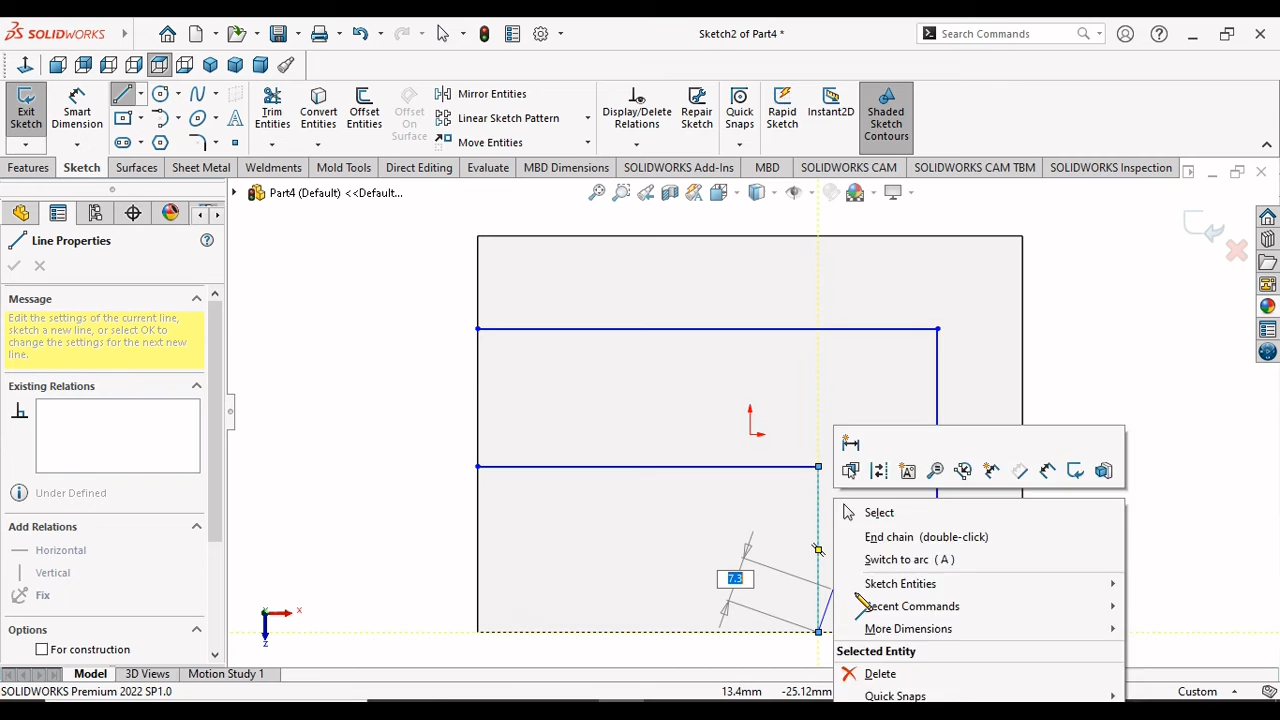 SOLIDWORKS
Sketch2 of Part4 *
Search Commands
Exit
Sketch
Smart
Dimension
Trim
Entities
Convert
Entities
Offset
Entities
Offset
On
Surface
Mirror Entities
Linear Sketch Pattern
Move Entities
Display/Delete
Relations
Repair
Sketch
Quick
Snaps
Rapid
Sketch
Instant2D
Shaded
Sketch
Contours
Features
Sketch
Surfaces
Sheet Metal
Weldments
Mold Tools
Direct Editing
Evaluate
MBD Dimensions
SOLIDWORKS Add-Ins
MBD
SOLIDWORKS CAM
SOLIDWORKS CAM TBM
SOLIDWORKS Inspection
Part4 (Default) <<Default...
Line Properties
Message
Edit the settings of the current line,
sketch a new line, or select OK to
change the settings for the next new
line.
Existing Relations
Under Defined
Add Relations
Horizontal
Vertical
Fix
Options
For construction
7.3
Select
End chain (double-click)
Switch to arc ( A )
Sketch Entities
ecent Commands
More Dimensions
Selected Entity
Delete
Quick Snaps
x
z
Model
3D Views
Motion Study 1
SOLIDWORKS Premium 2022 SP1.0
13.4mm
-25.12mm
Custom